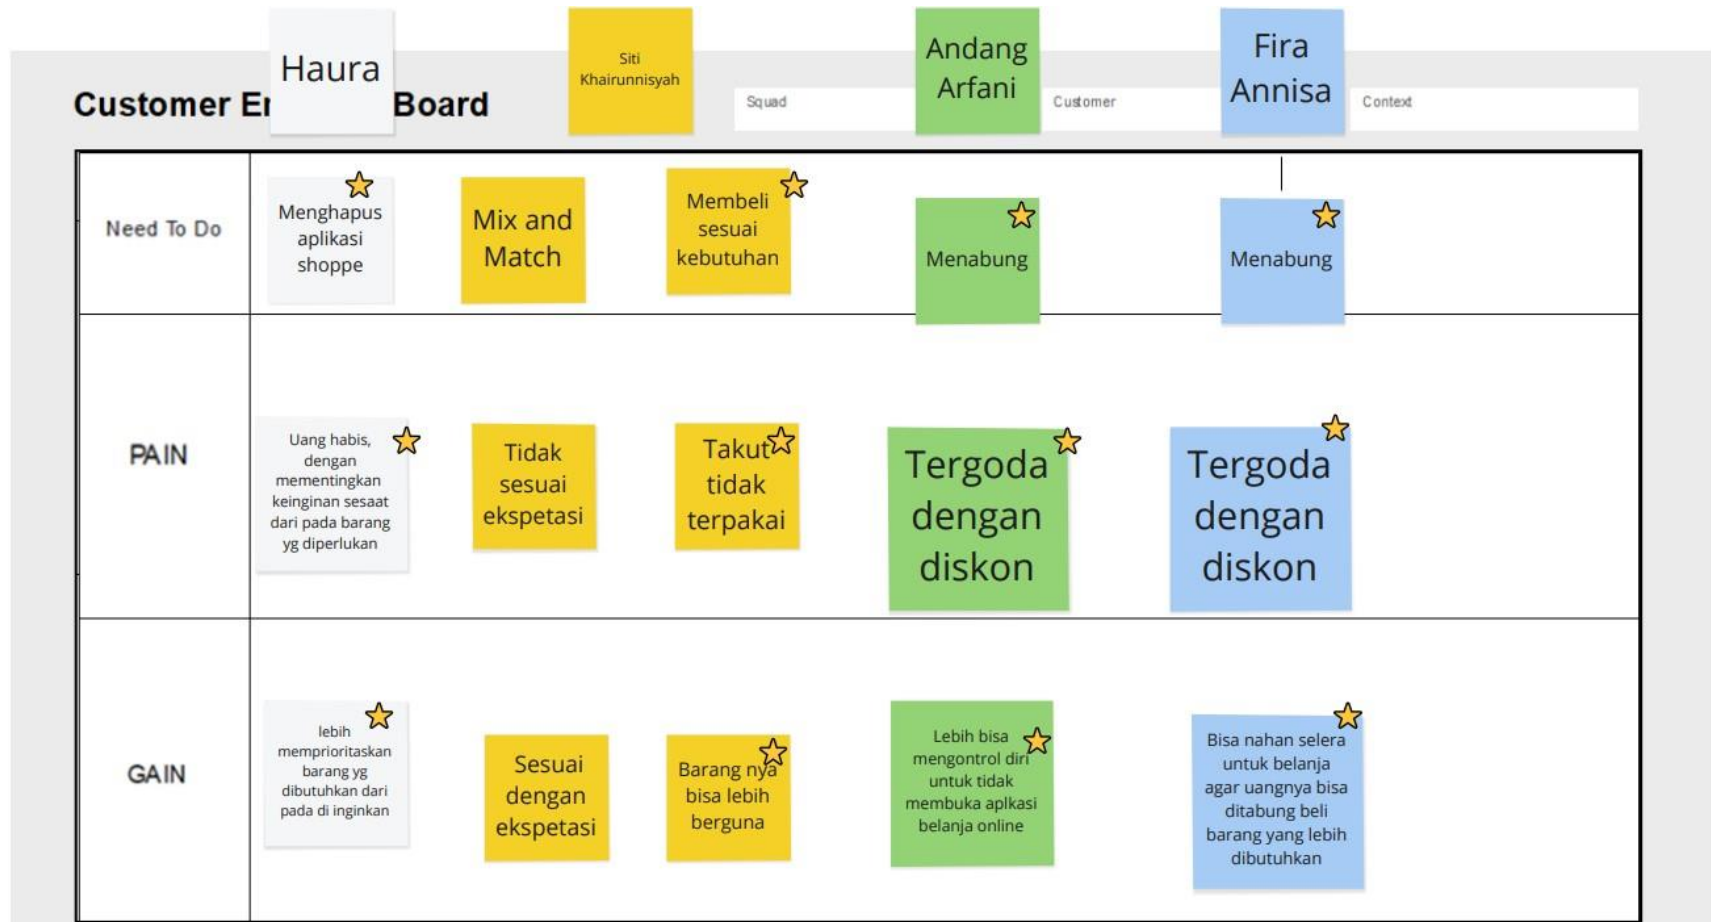 Haura
Siti
Khairunnisyah
Andang
Arfani
Fira
Annisa
Customer E
Board
Squad
Customer
Context
Need To Do
Menghapus
aplikasi
shoppe
Mix and
Match
Membeli
sesuai
kebutuhan
Menabung
Menabung
PAIN
Uang habis,
dengan
mementingkan
keinginan sesaat
dari pada barang
yg diperlukan
Tidak
sesuai
ekspetasi
Takut
tidak
terpakai
Tergoda
dengan
diskon
Tergoda
dengan
diskon
GAIN
lebih
memprioritaskan
barang yg
dibutuhkan dari
pada di inginkan
Sesuai
dengan
ekspetasi
Barang nya
bisa lebih
berguna
Lebih bisa
mengontrol diri
untuk tidak
membuka aplkasi
belanja online
Bisa nahan selera
untuk belanja
agar uangnya bisa
ditabung beli
barang yang lebih
dibutuhkan